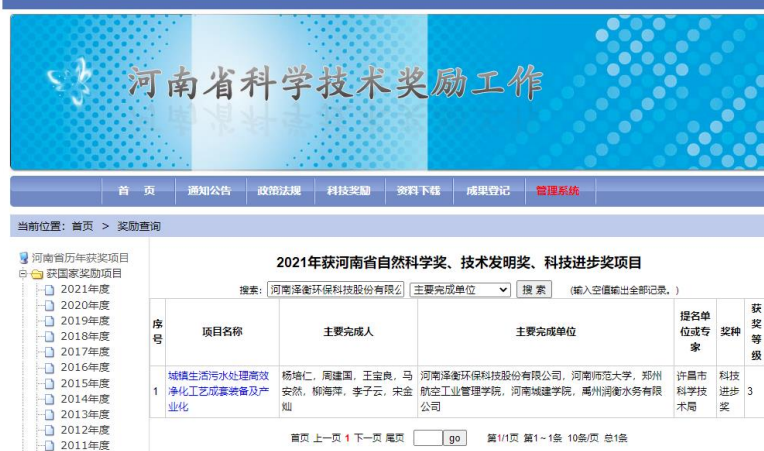 河南省科学技术奖励工作
首 页 通知公告 政策法规 科技奖励 资料下载 成果登记 管理系统
当前位置：首页 > 奖励查询
河南省历年获奖项目
获国家奖励项目
2021年度
2020年度
2019年度
2018年度
2017年度
2016年度
2015年度
2014年度
2013年度
2012年度
2011年度
2021年获河南省自然科学奖、技术发明奖、科技进步奖项目
搜索: 河南泽衡环保科技股份有限公 主要完成单位 搜 索 (输入空值输出全部记录。)
序号 项目名称 主要完成人 主要完成单位 提名单位或专家 奖种 获奖等级
1 城镇生活污水处理高效净化工艺成套装备及产业化 杨培仁, 周建国, 王宝良, 马安然, 柳海萍, 李子云, 宋金灿 河南泽衡环保科技股份有限公司, 河南师范大学, 郑州航空工业管理学院, 河南城建学院, 禹州润衡水务有限公司 许昌市科学技术局 科技进步奖 3
首页 上一页 1 下一页 尾页 go 第1/1页 第1～1条 10条/页 总1条